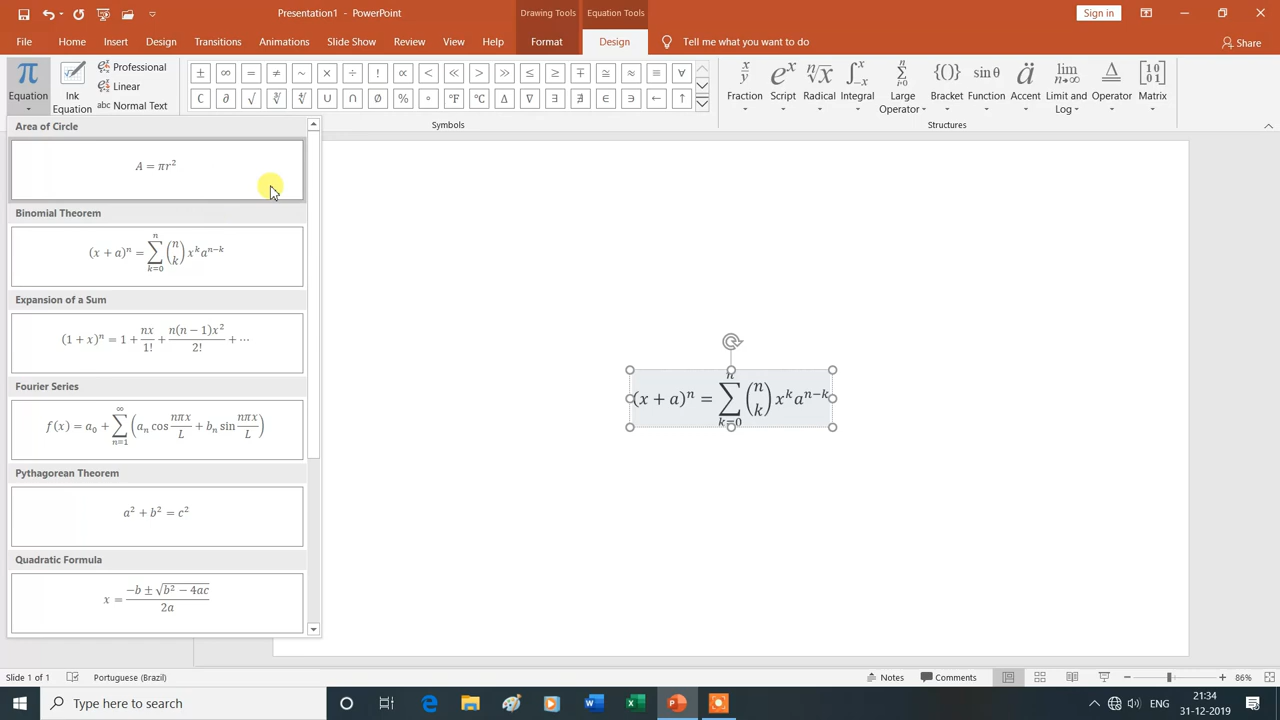 Presentation1 - PowerPoint
Drawing Tools
Equation Tools
Sign in
File Home Insert Design Transitions Animations Slide Show Review View Help Format Design Tell me what you want to do Share
Equation
Ink Equation
Professional
Linear
abc Normal Text
± ∞ = ≠ ~ × ÷ ! ∝ < ≪ > ≫ ≤ ≥ ∓ ≅ ≈ ≡ ∀
∁ ∂ √ ∛ ∜ ∪ ∩ ∅ % ° °F °C ∆ ∇ ∃ ∄ ∈ ∋ ← ↑
Symbols
Fraction Script Radical Integral Large Operator Bracket Function Accent Limit and Log Operator Matrix
Structures
Area of Circle
A = πr²
Binomial Theorem
(x + a)ⁿ = ∑ₖ₌₀ⁿ (n k) xᵏaⁿ⁻ᵏ
Expansion of a Sum
(1 + x)ⁿ = 1 + nx/1! + n(n − 1)x²/2! + ⋯
Fourier Series
f(x) = a₀ + ∑ₙ₌₁^∞ (aₙ cos nπx/L + bₙ sin nπx/L)
Pythagorean Theorem
a² + b² = c²
Quadratic Formula
x = −b ± √b² − 4ac / 2a
(x + a)ⁿ = ∑ₖ₌₀ⁿ (n k) xᵏaⁿ⁻ᵏ
Slide 1 of 1 Portuguese (Brazil) Notes Comments 86%
Type here to search
ENG
21:34
31-12-2019